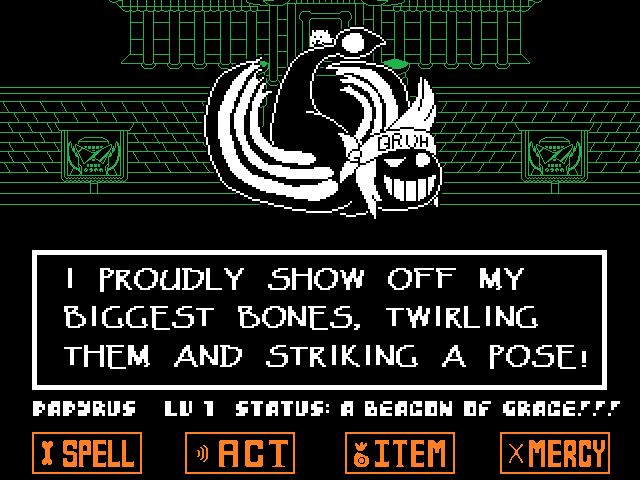 BRUH
I PROUDLY SHOW OFF MY
BIGGEST BONES, TWIRLING
THEM AND STRIKING A POSE!
PAPYRUS LV 1 STATUS: A BEACON OF GRACE!!!
SPELL ACT ITEM MERCY